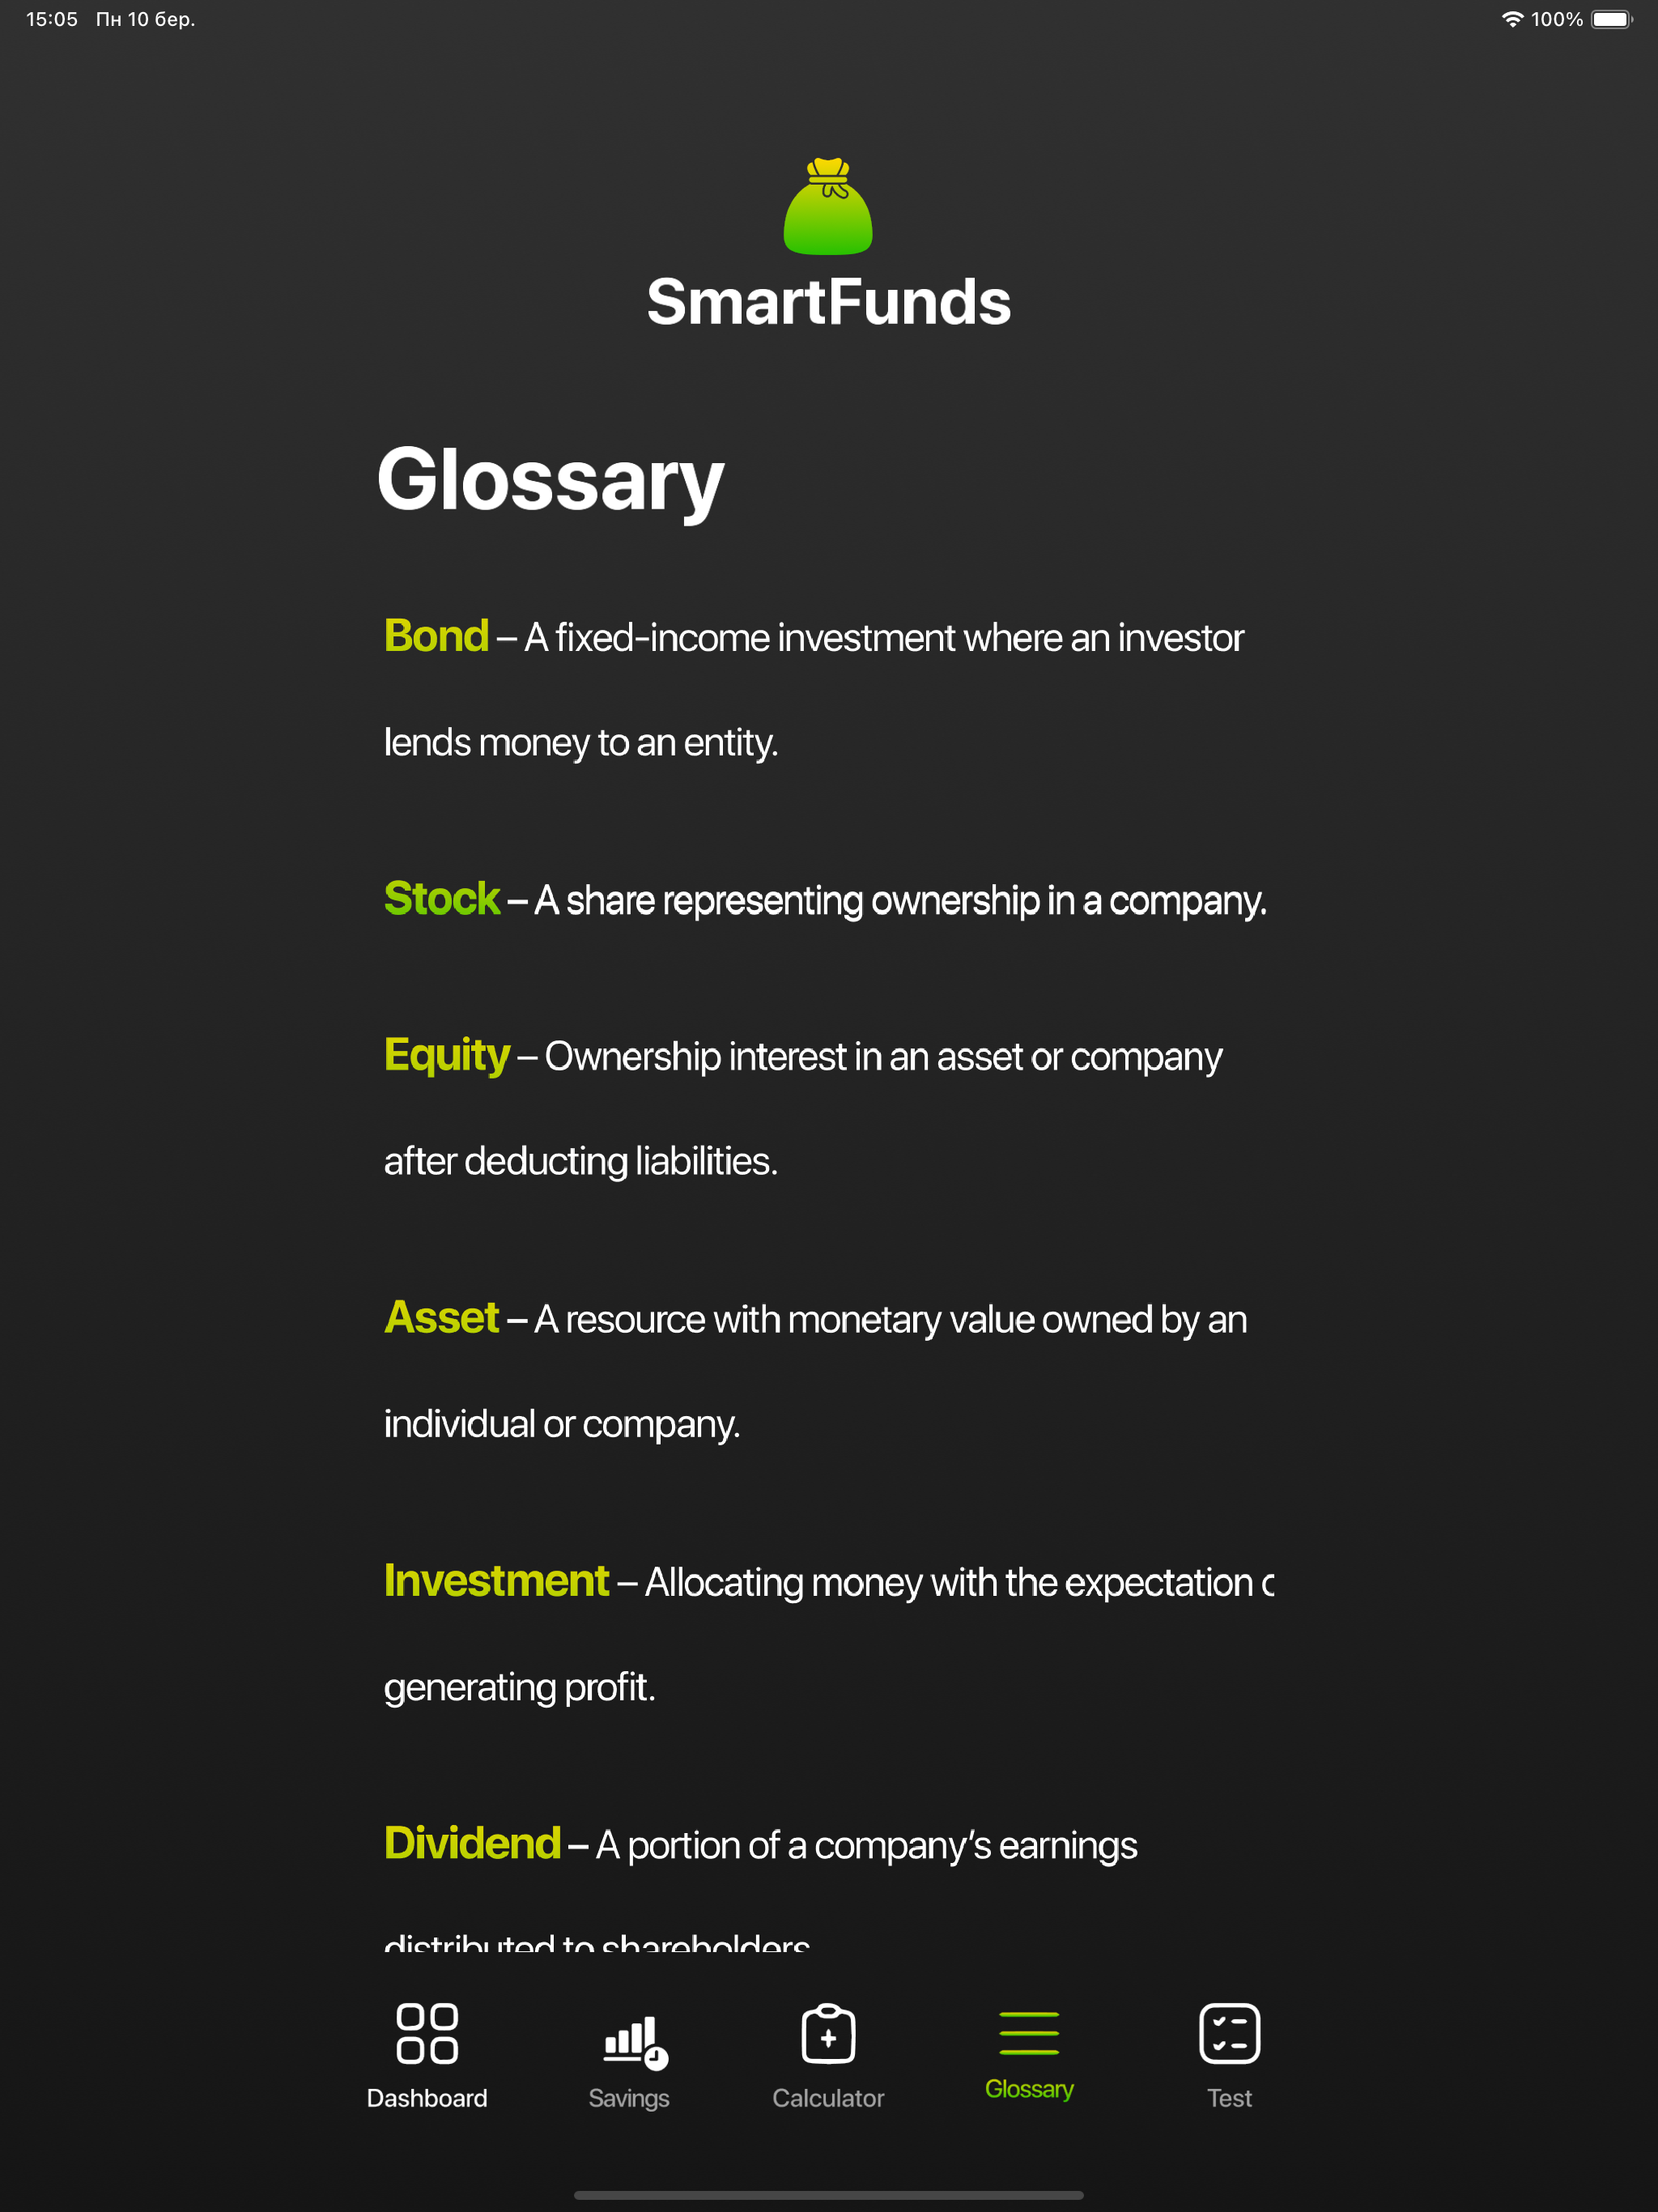 15:05 Пн 10 бер.
100%
SmartFunds
Glossary
Bond – A fixed-income investment where an investor
lends money to an entity.
Stock – A share representing ownership in a company.
Equity – Ownership interest in an asset or company
after deducting liabilities.
Asset – A resource with monetary value owned by an
individual or company.
Investment – Allocating money with the expectation
generating profit.
Dividend – A portion of a company’s earnings
distributed to shareholders
Dashboard
Savings
Calculator
Glossary
Test